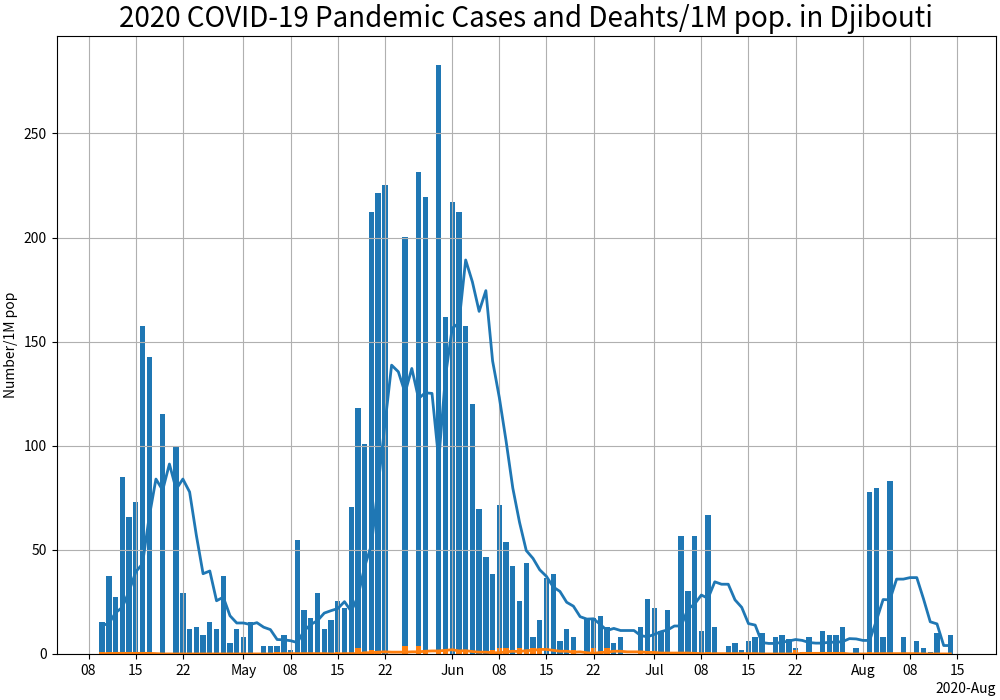 2020 COVID-19 Pandemic Cases and Deahts/1M pop. in Djibouti
Number/1M pop
250
200
150
100
50
0
08 15 22 May 08 15 22 Jun 08 15 22 Jul 08 15 22 Aug 08 15
2020-Aug